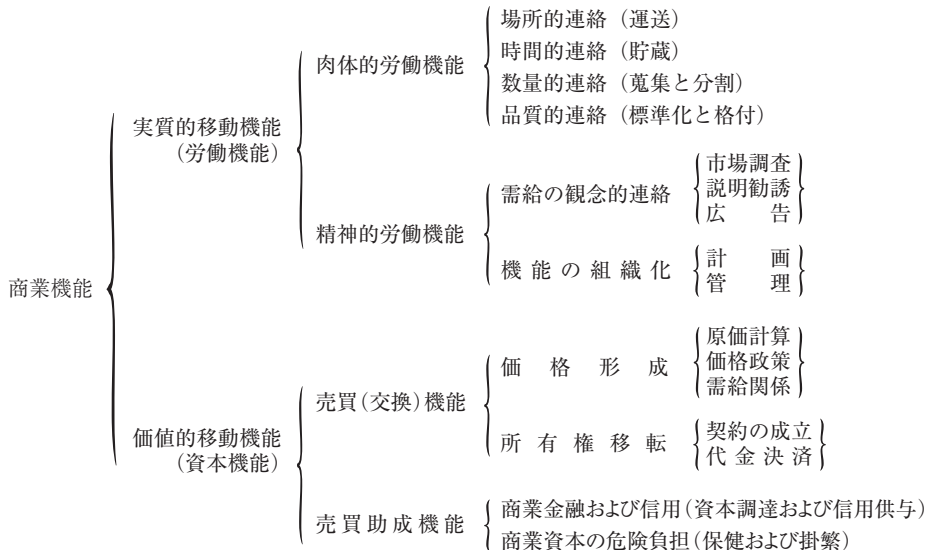 商業機能
実質的移動機能
(労働機能)
肉体的労働機能
場所的連絡（運送）
時間的連絡（貯蔵）
数量的連絡（蒐集と分割）
品質的連絡（標準化と格付）
精神的労働機能
需給の観念的連絡
市場調査
説明勧誘
広告
機能の組織化
計画
管理
価値的移動機能
(資本機能)
売買(交換)機能
価格形成
原価計算
価格政策
需給関係
所有権移転
契約の成立
代金決済
売買助成機能
商業金融および信用(資本調達および信用供与)
商業資本の危険負担(保健および掛繋)